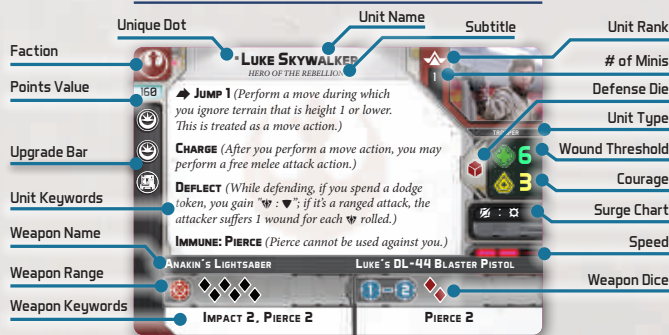 Unique Dot
Unit Name
Subtitle
Unit Rank
Faction
# of Minis
Points Value
Defense Die
Unit Type
Upgrade Bar
Wound Threshold
Courage
Unit Keywords
Surge Chart
Weapon Name
Speed
Weapon Range
Weapon Dice
Weapon Keywords
•Luke Skywalker
HERO OF THE REBELLION
1
160
Jump 1 (Perform a move during which
you ignore terrain that is height 1 or lower.
This is treated as a move action.)
TROOPER
Charge (After you perform a move action, you may
perform a free melee attack action.)
6
3
Deflect (While defending, if you spend a dodge
token, you gain " : "; if it's a ranged attack, the
attacker suffers 1 wound for each rolled.)
:
Immune: Pierce (Pierce cannot be used against you.)
Anakin's Lightsaber
Luke's DL-44 Blaster Pistol
1-2
Impact 2, Pierce 2
Pierce 2